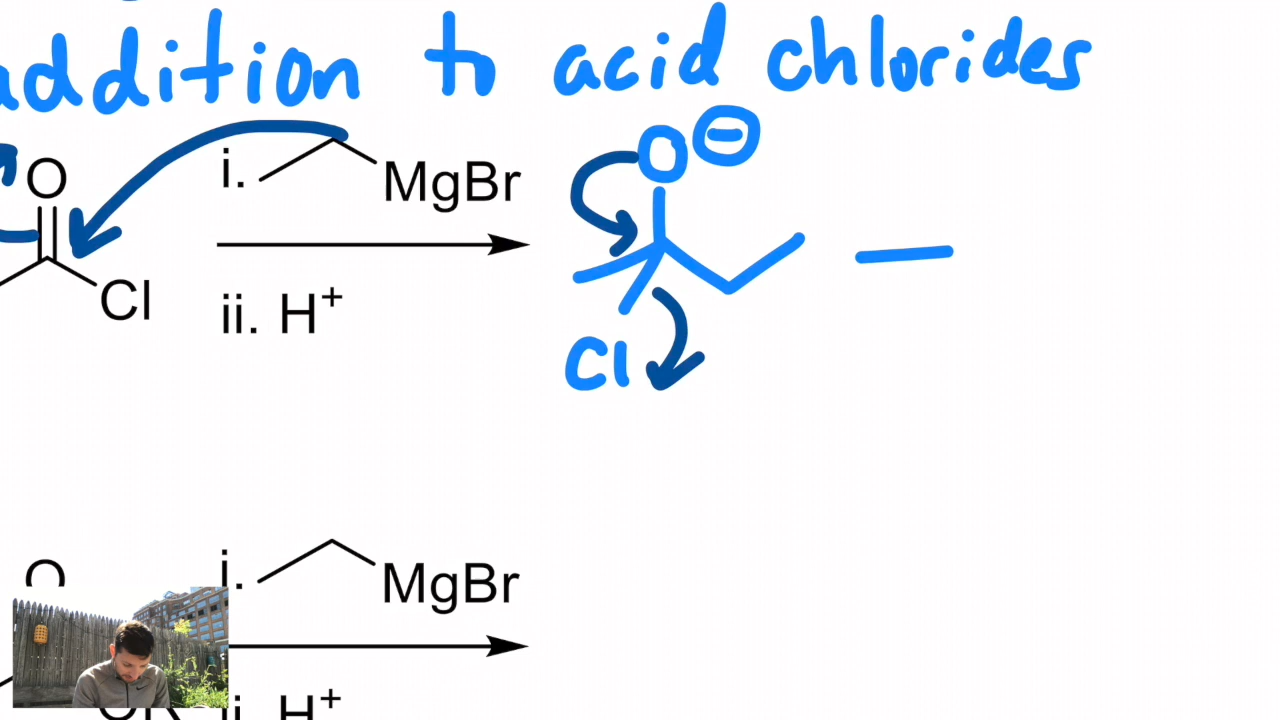 addition to acid chlorides
O i. MgBr O ⊖
Cl ii. H⁺ Cl
O i. MgBr
ii. H⁺